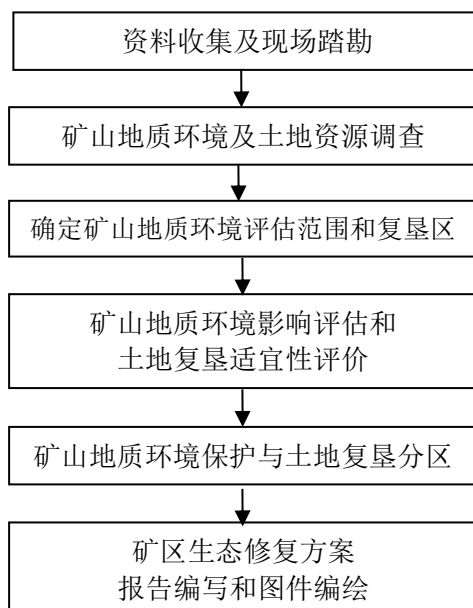 资料收集及现场踏勘
矿山地质环境及土地资源调查
确定矿山地质环境评估范围和复垦区
矿山地质环境影响评估和
土地复垦适宜性评价
矿山地质环境保护与土地复垦分区
矿区生态修复方案
报告编写和图件编绘